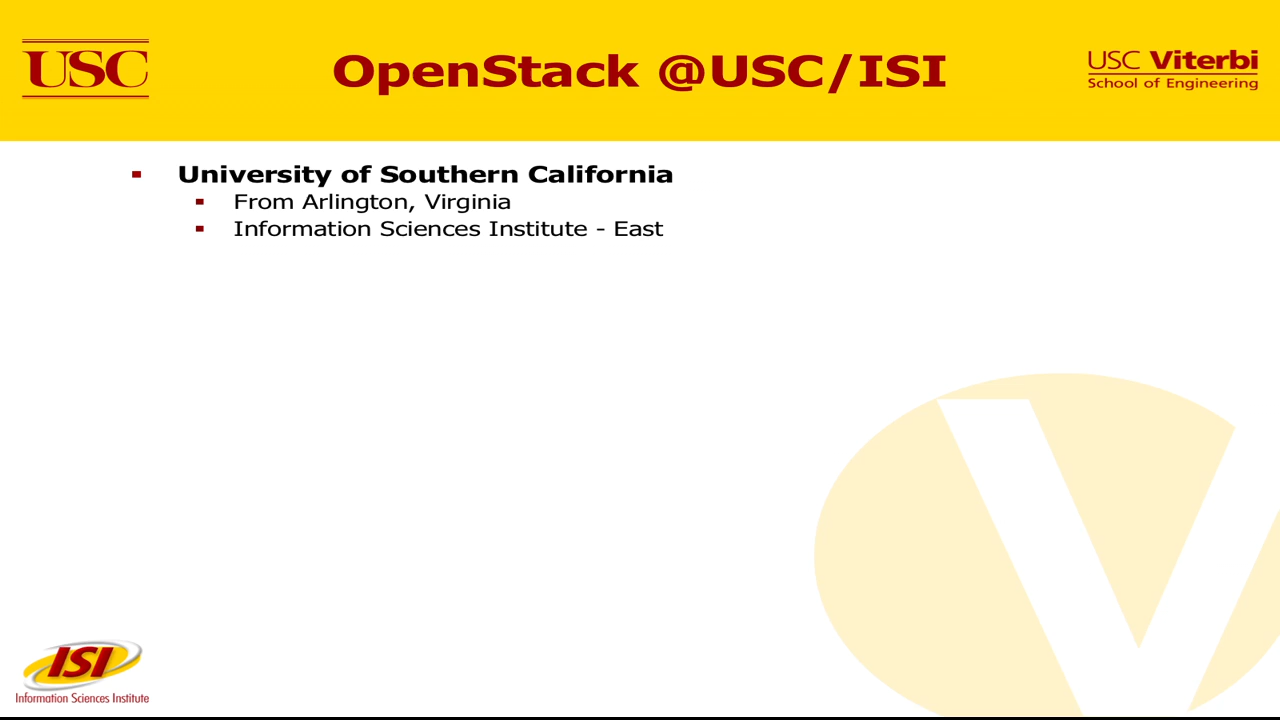 USC
OpenStack @USC/ISI
USC Viterbi
School of Engineering
University of Southern California
From Arlington, Virginia
Information Sciences Institute - East
ISI
Information Sciences Institute